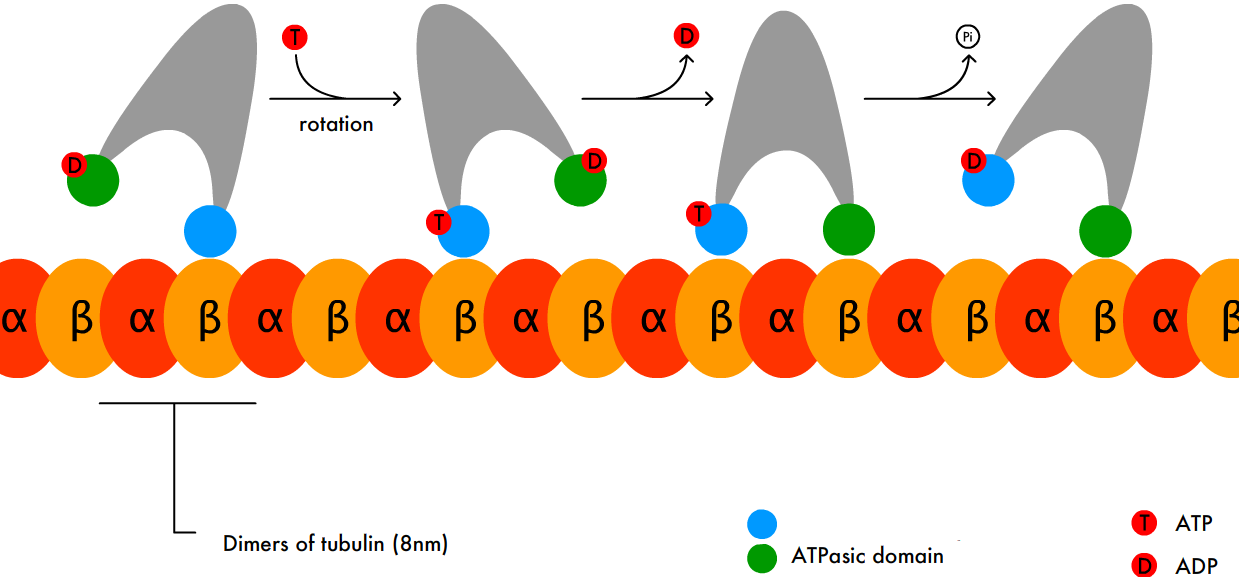 T D Pi
rotation
D D T T D
α β α β α β α β α β α β α β α β α β α β
Dimers of tubulin (8nm)
ATPasic domain
T ATP
D ADP